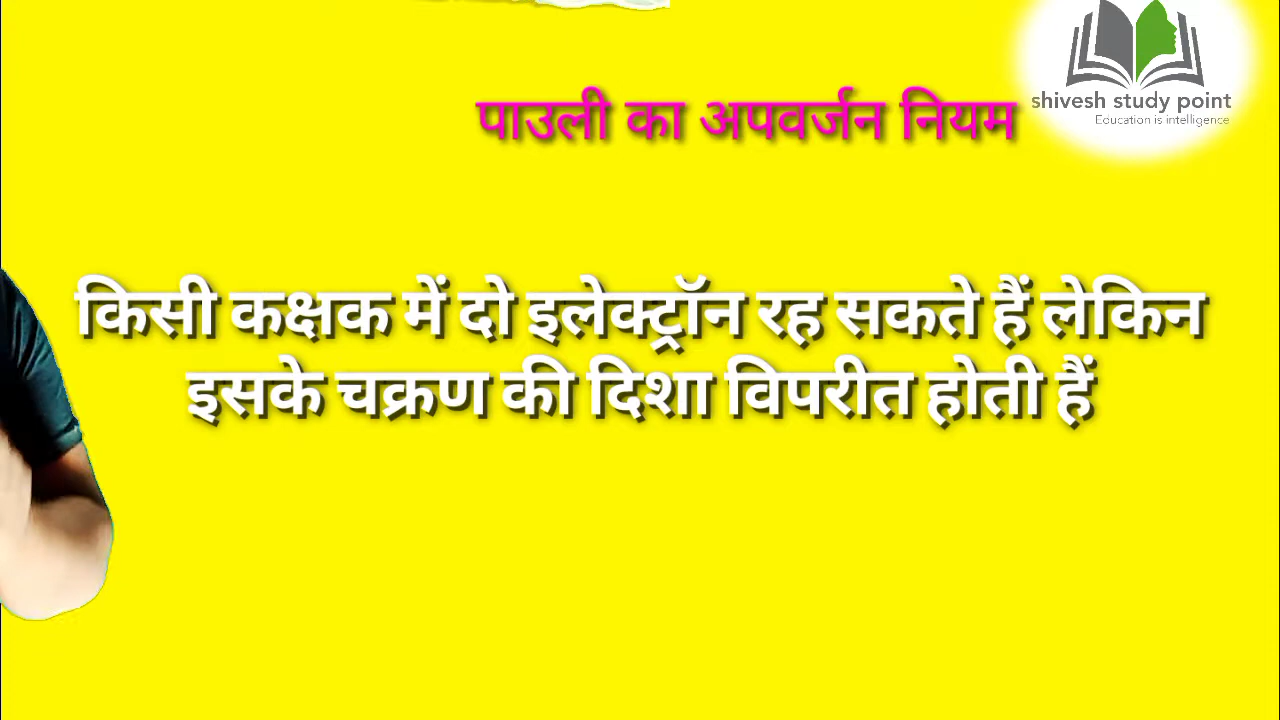 shivesh study point
Education is intelligence
पाउली का अपवर्जन नियम
किसी कक्षक में दो इलेक्ट्रॉन रह सकते हैं लेकिन
इसके चक्रण की दिशा विपरीत होती हैं